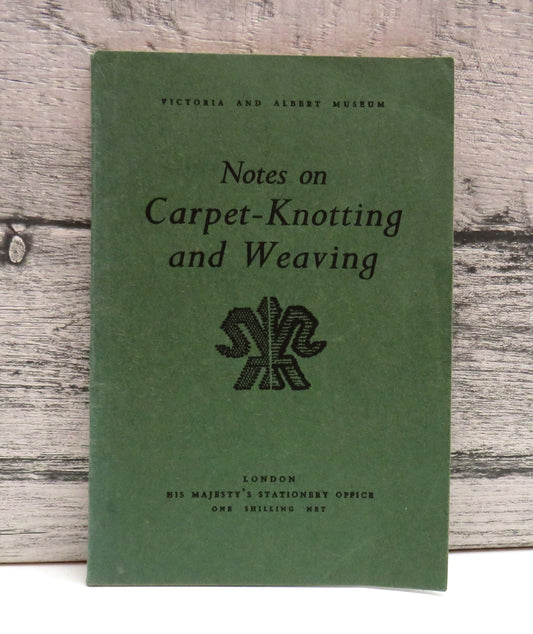 VICTORIA AND ALBERT MUSEUM
Notes on
Carpet-Knotting
and Weaving
LONDON
HIS MAJESTY'S STATIONERY OFFICE
ONE SHILLING NET